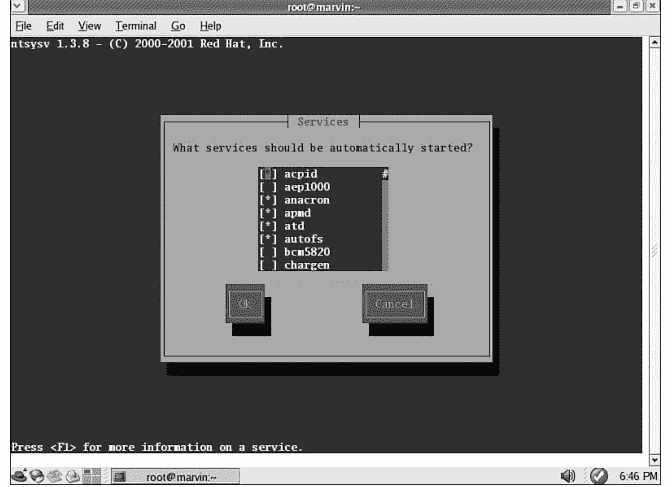 root@marvin:~
File Edit View Terminal Go Help
ntsysv 1.3.8 - (C) 2000-2001 Red Hat, Inc.
Services
What services should be automatically started?
[ ] acpid #
[ ] aep1000
[*] anacron
[*] apmd
[*] atd
[*] autofs
[ ] bcm5820
[ ] chargen
Ok Cancel
Press <F1> for more information on a service.
root@marvin:~ 6:46 PM